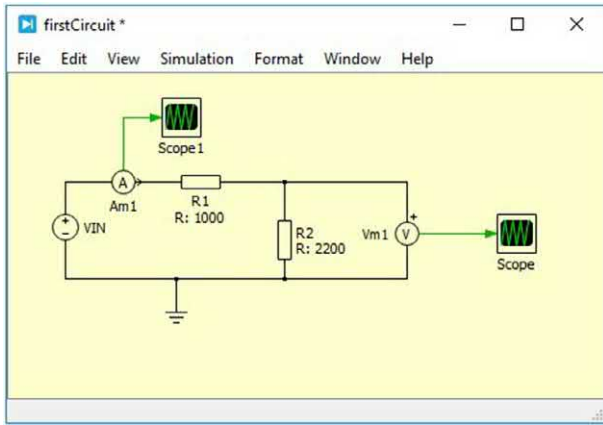 firstCircuit *
File Edit View Simulation Format Window Help
Scope1
A
Am1
R1
R: 1000
VIN
R2
R: 2200
Vm1
V
Scope